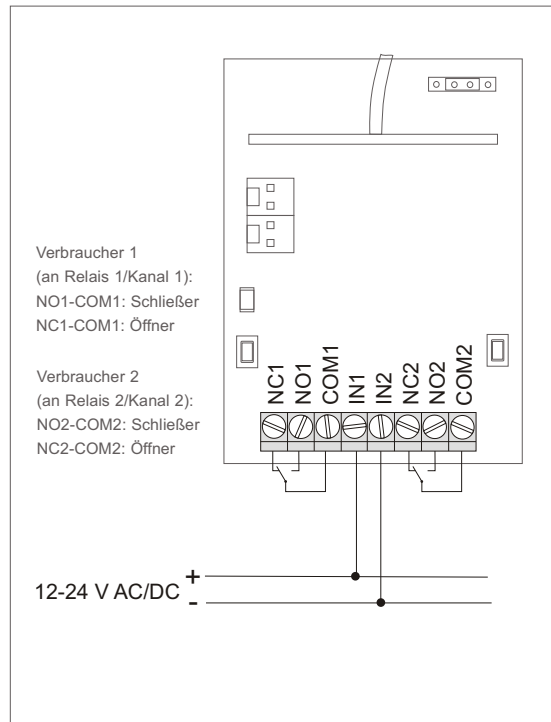 Verbraucher 1
(an Relais 1/Kanal 1):
NO1-COM1: Schließer
NC1-COM1: Öffner
Verbraucher 2
(an Relais 2/Kanal 2):
NO2-COM2: Schließer
NC2-COM2: Öffner
NC1
NO1
COM1
IN1
IN2
NC2
NO2
COM2
+
12-24 V AC/DC
-